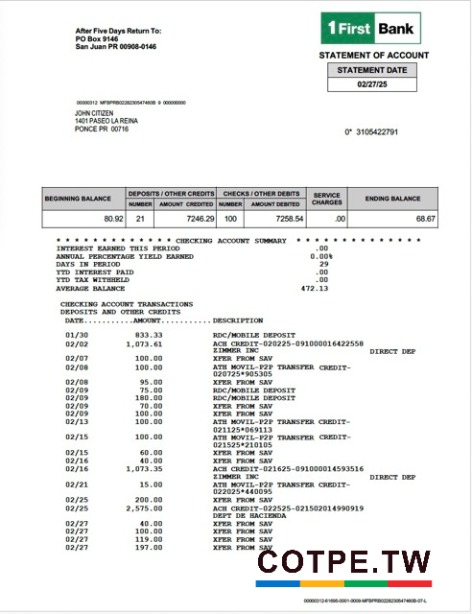 After Five Days Return To:
PO Box 9146
San Juan PR 00908-0146
1First Bank
STATEMENT OF ACCOUNT
STATEMENT DATE
02/27/25
JOHN CITIZEN
1401 PASEO LA REINA
PONCE PR 00716
0* 3105422791
BEGINNING BALANCE DEPOSITS / OTHER CREDITS CHECKS / OTHER DEBITS SERVICE CHARGES ENDING BALANCE
NUMBER AMOUNT CREDITED NUMBER AMOUNT DEBITED
80.92 21 7246.29 100 7258.54 .00 68.67
* * * * * * * * * * * * * CHECKING ACCOUNT SUMMARY * * * * * * * * * * * * * *
INTEREST EARNED THIS PERIOD .00
ANNUAL PERCENTAGE YIELD EARNED 0.00%
DAYS IN PERIOD 29
YTD INTEREST PAID .00
YTD TAX WITHHELD .00
AVERAGE BALANCE 472.13
CHECKING ACCOUNT TRANSACTIONS
DEPOSITS AND OTHER CREDITS
DATE..........AMOUNT..........DESCRIPTION
01/30 833.33 RDC/MOBILE DEPOSIT
02/02 1,073.61 ACH CREDIT-020225-091000016422558
ZIMMER INC DIRECT DEP
02/07 100.00 XFER FROM SAV
02/08 100.00 ATH MOVIL-P2P TRANSFER CREDIT-
020725*905305
02/08 95.00 XFER FROM SAV
02/09 75.00 RDC/MOBILE DEPOSIT
02/09 180.00 RDC/MOBILE DEPOSIT
02/09 70.00 XFER FROM SAV
02/09 100.00 XFER FROM SAV
02/13 100.00 ATH MOVIL-P2P TRANSFER CREDIT-
021125*069113
02/15 100.00 ATH MOVIL-P2P TRANSFER CREDIT-
021525*210105
02/15 60.00 XFER FROM SAV
02/16 40.00 XFER FROM SAV
02/16 1,073.35 ACH CREDIT-021625-091000014593516
ZIMMER INC DIRECT DEP
02/21 15.00 ATH MOVIL-P2P TRANSFER CREDIT-
022025*440095
02/25 200.00 XFER FROM SAV
02/25 2,575.00 ACH CREDIT-022525-021502014990919
DEPT DE HACIENDA
02/27 40.00 XFER FROM SAV
02/27 100.00 XFER FROM SAV
02/27 119.00 XFER FROM SAV
02/27 197.00 XFER FROM SAV
COTPE.TW